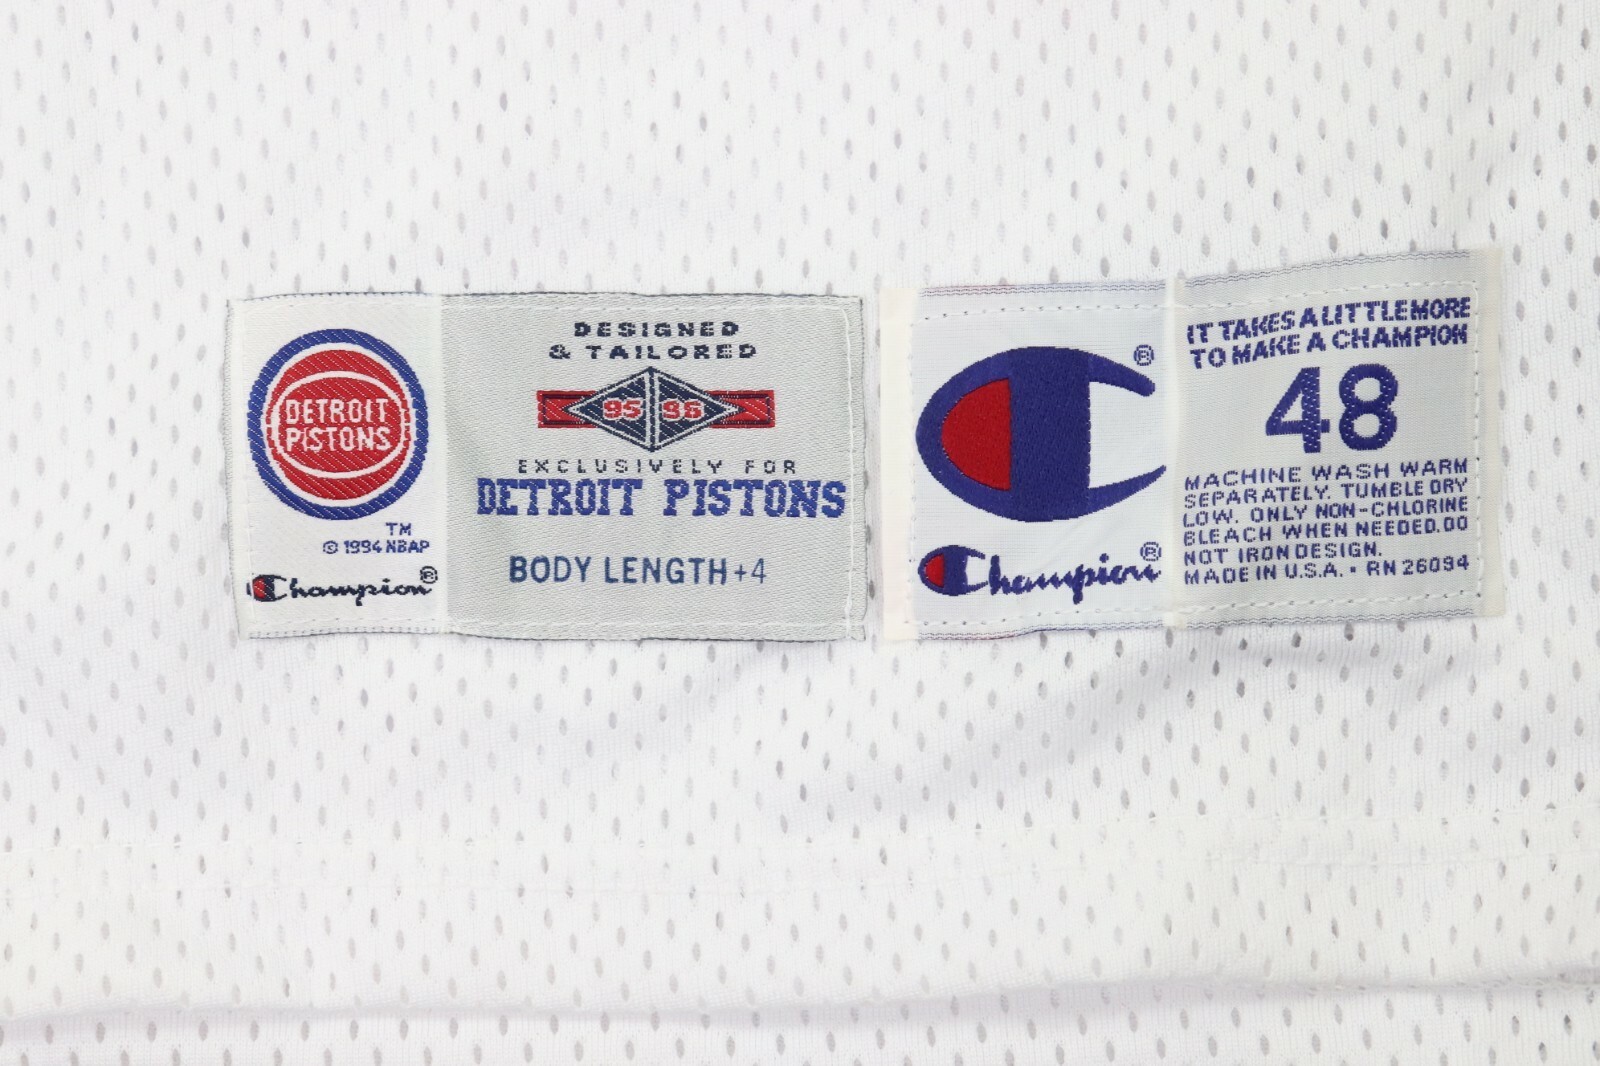 DETROIT
PISTONS
TM
© 1994 NBAP
Champion®
DESIGNED
& TAILORED
95 96
EXCLUSIVELY FOR
DETROIT PISTONS
BODY LENGTH+4
®
Champion®
IT TAKES A LITTLE MORE
TO MAKE A CHAMPION
48
MACHINE WASH WARM
SEPARATELY. TUMBLE DRY
LOW. ONLY NON-CHLORINE
BLEACH WHEN NEEDED. DO
NOT IRON DESIGN.
MADE IN U.S.A. • RN 26094